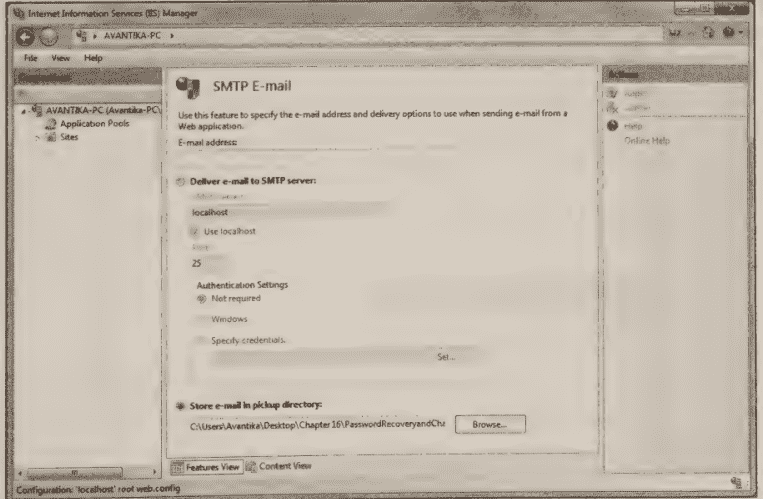 Internet Information Services (IIS) Manager
AVANTIKA-PC
File View Help
AVANTIKA-PC (Avantika-PC\
Application Pools
Sites
SMTP E-mail
Use this feature to specify the e-mail address and delivery options to use when sending e-mail from a
Web application.
E-mail address:
Deliver e-mail to SMTP server:
localhost
Use localhost
25
Authentication Settings
Not required
Windows
Specify credentials.
Set...
Store e-mail in pickup directory:
C:\Users\Avantika\Desktop\Chapter 16\PasswordRecoveryandCha
Browse...
Features View Content View
Actions
Help
Online Help
Configuration: 'localhost' root web.config